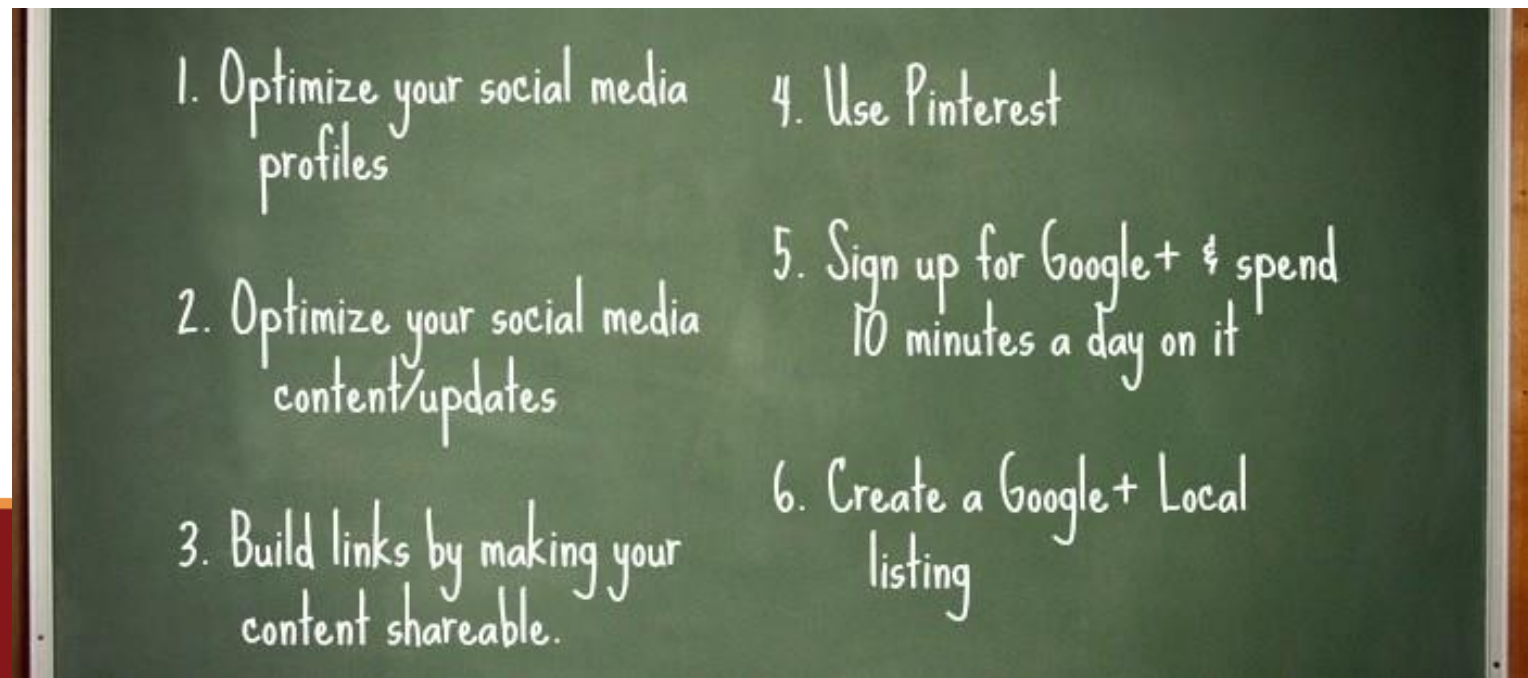 1. Optimize your social media
profiles
2. Optimize your social media
content/updates
3. Build links by making your
content shareable.
4. Use Pinterest
5. Sign up for Google+ & spend
10 minutes a day on it
6. Create a Google+ Local
listing